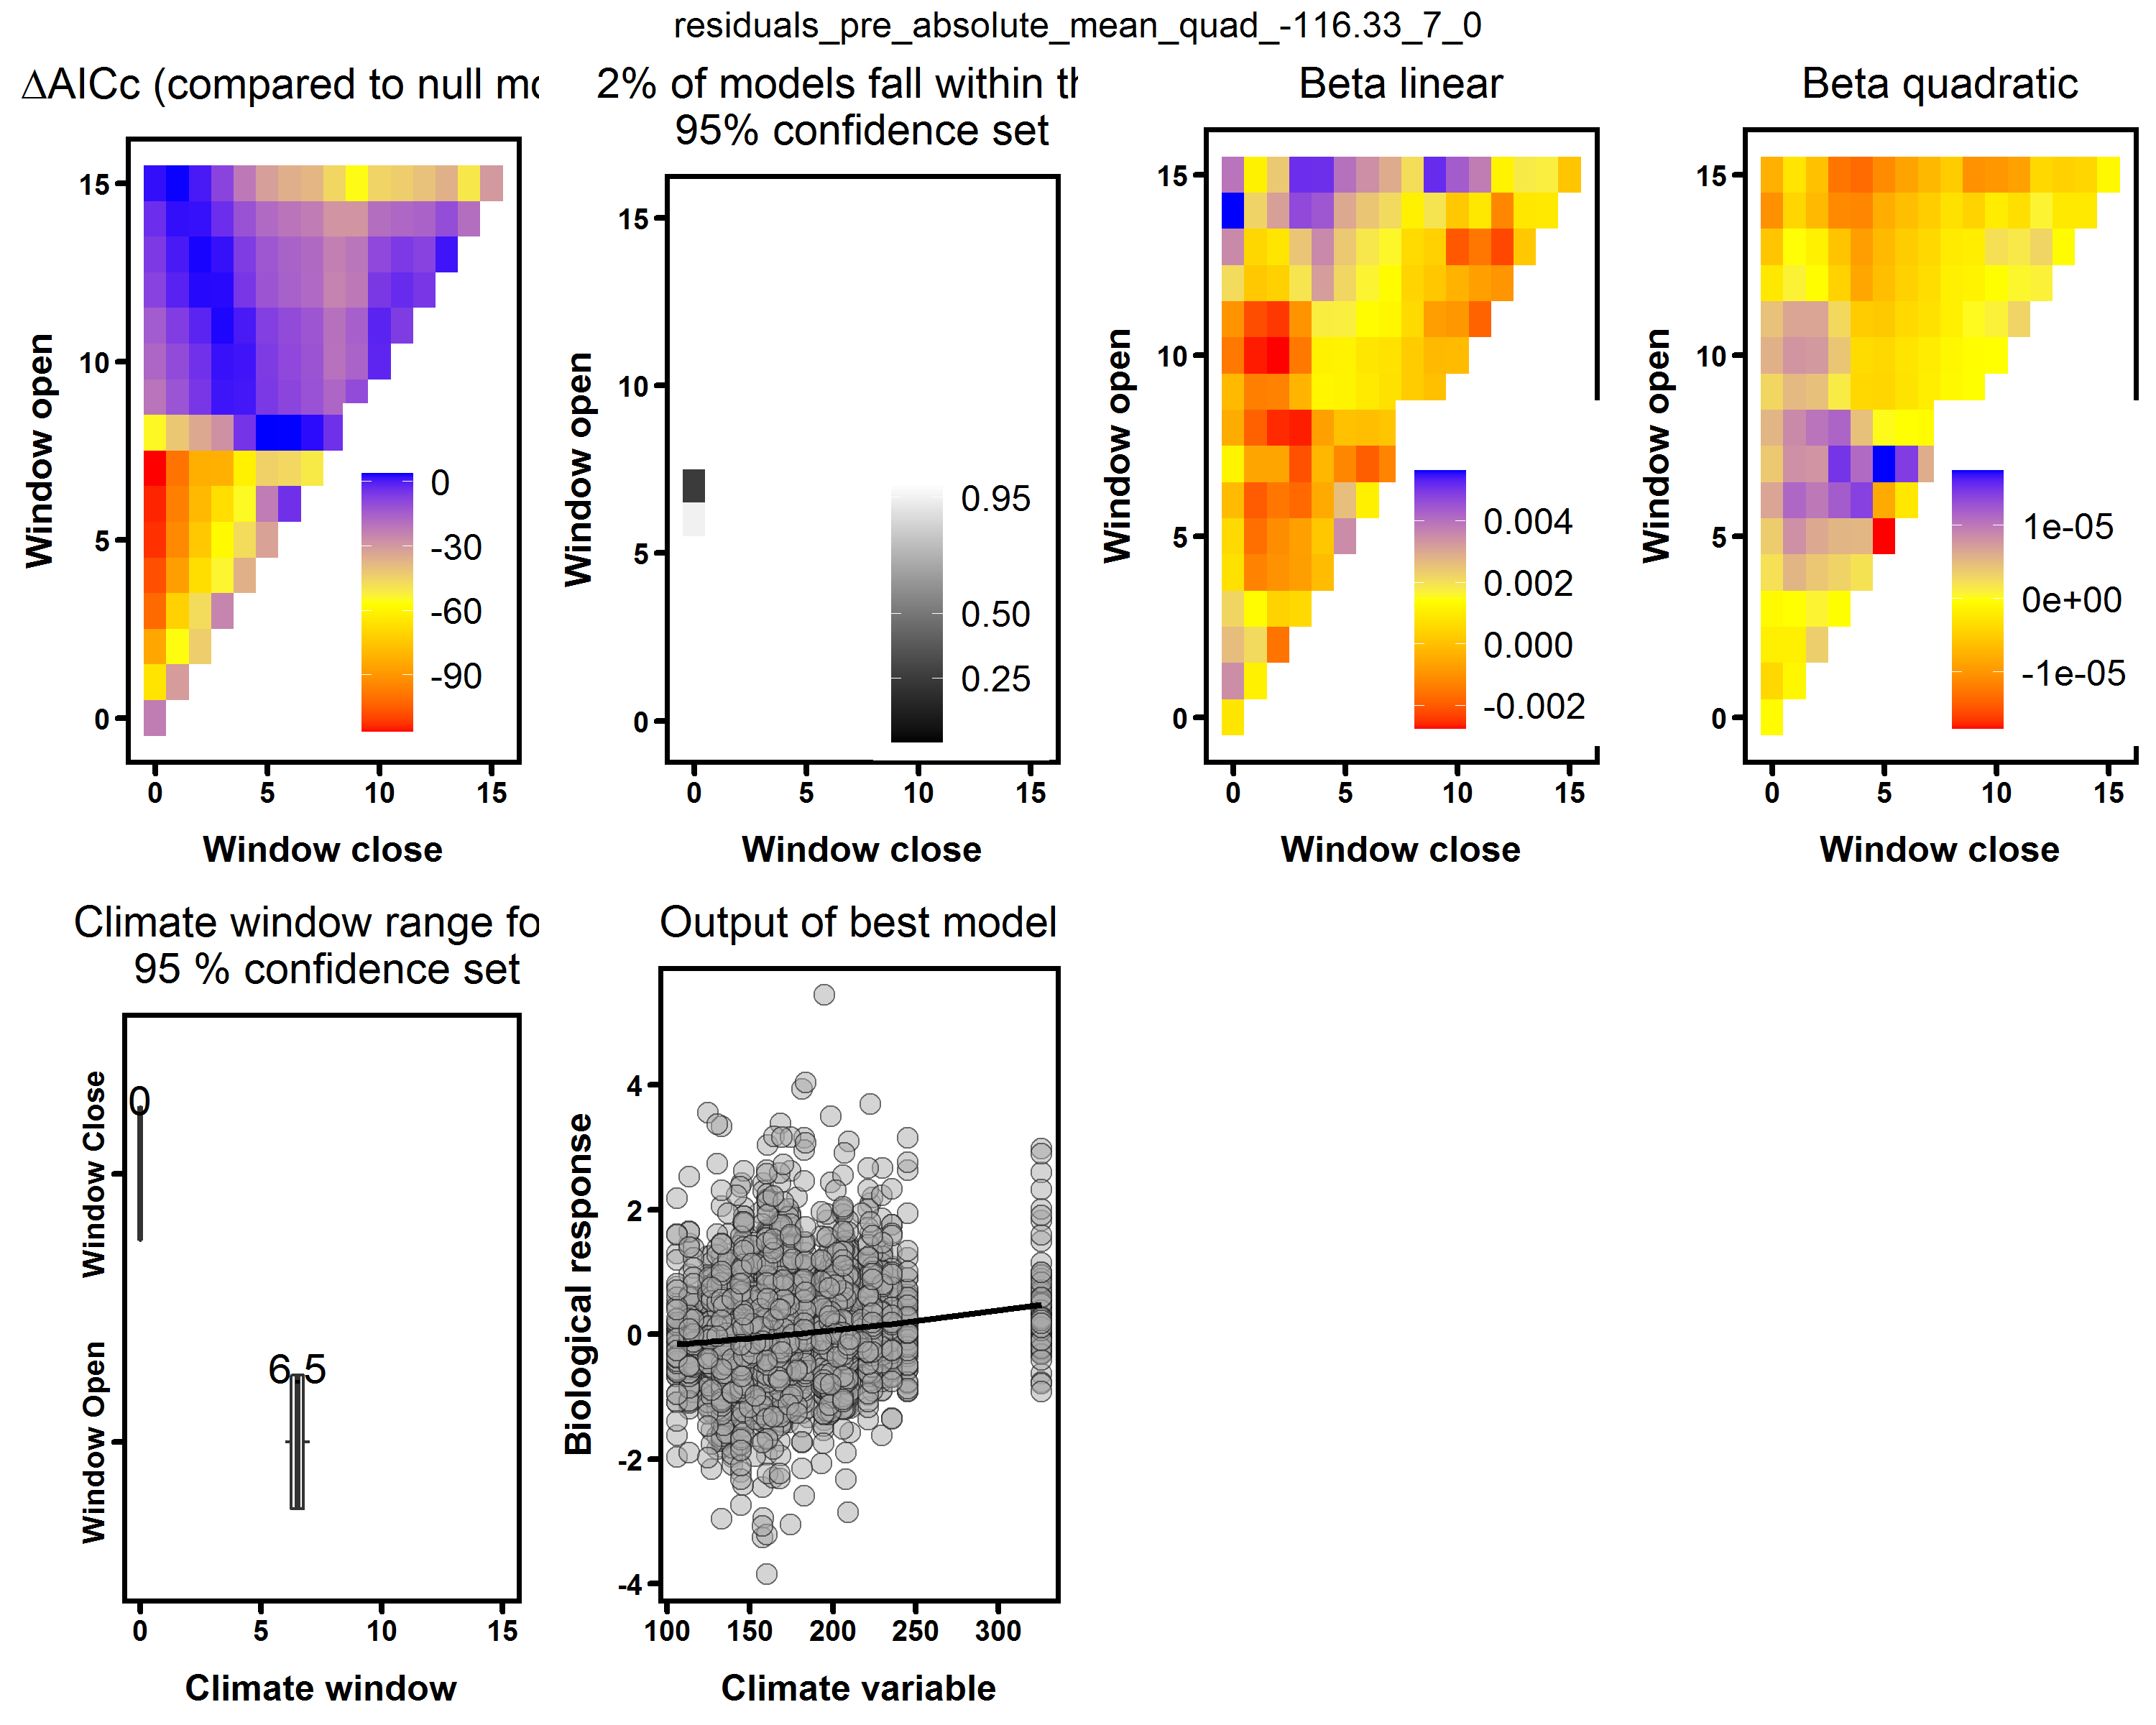 residuals_pre_absolute_mean_quad_-116.33_7_0
ΔAICc (compared to null mo
15
10
5
0
0
-30
-60
-90
0 5 10 15
Window open
Window close
2% of models fall within th
95% confidence set
15
10
5
0
0.95
0.50
0.25
0 5 10 15
Window open
Window close
Beta linear
15
10
5
0
0.004
0.002
0.000
-0.002
0 5 10 15
Window open
Window close
Beta quadratic
15
10
5
0
1e-05
0e+00
-1e-05
0 5 10 15
Window open
Window close
Climate window range fo
95 % confidence set
Window Close
Window Open
0
6.5
0 5 10 15
Climate window
Output of best model
Biological response
4
2
0
-2
-4
100 150 200 250 300
Climate variable